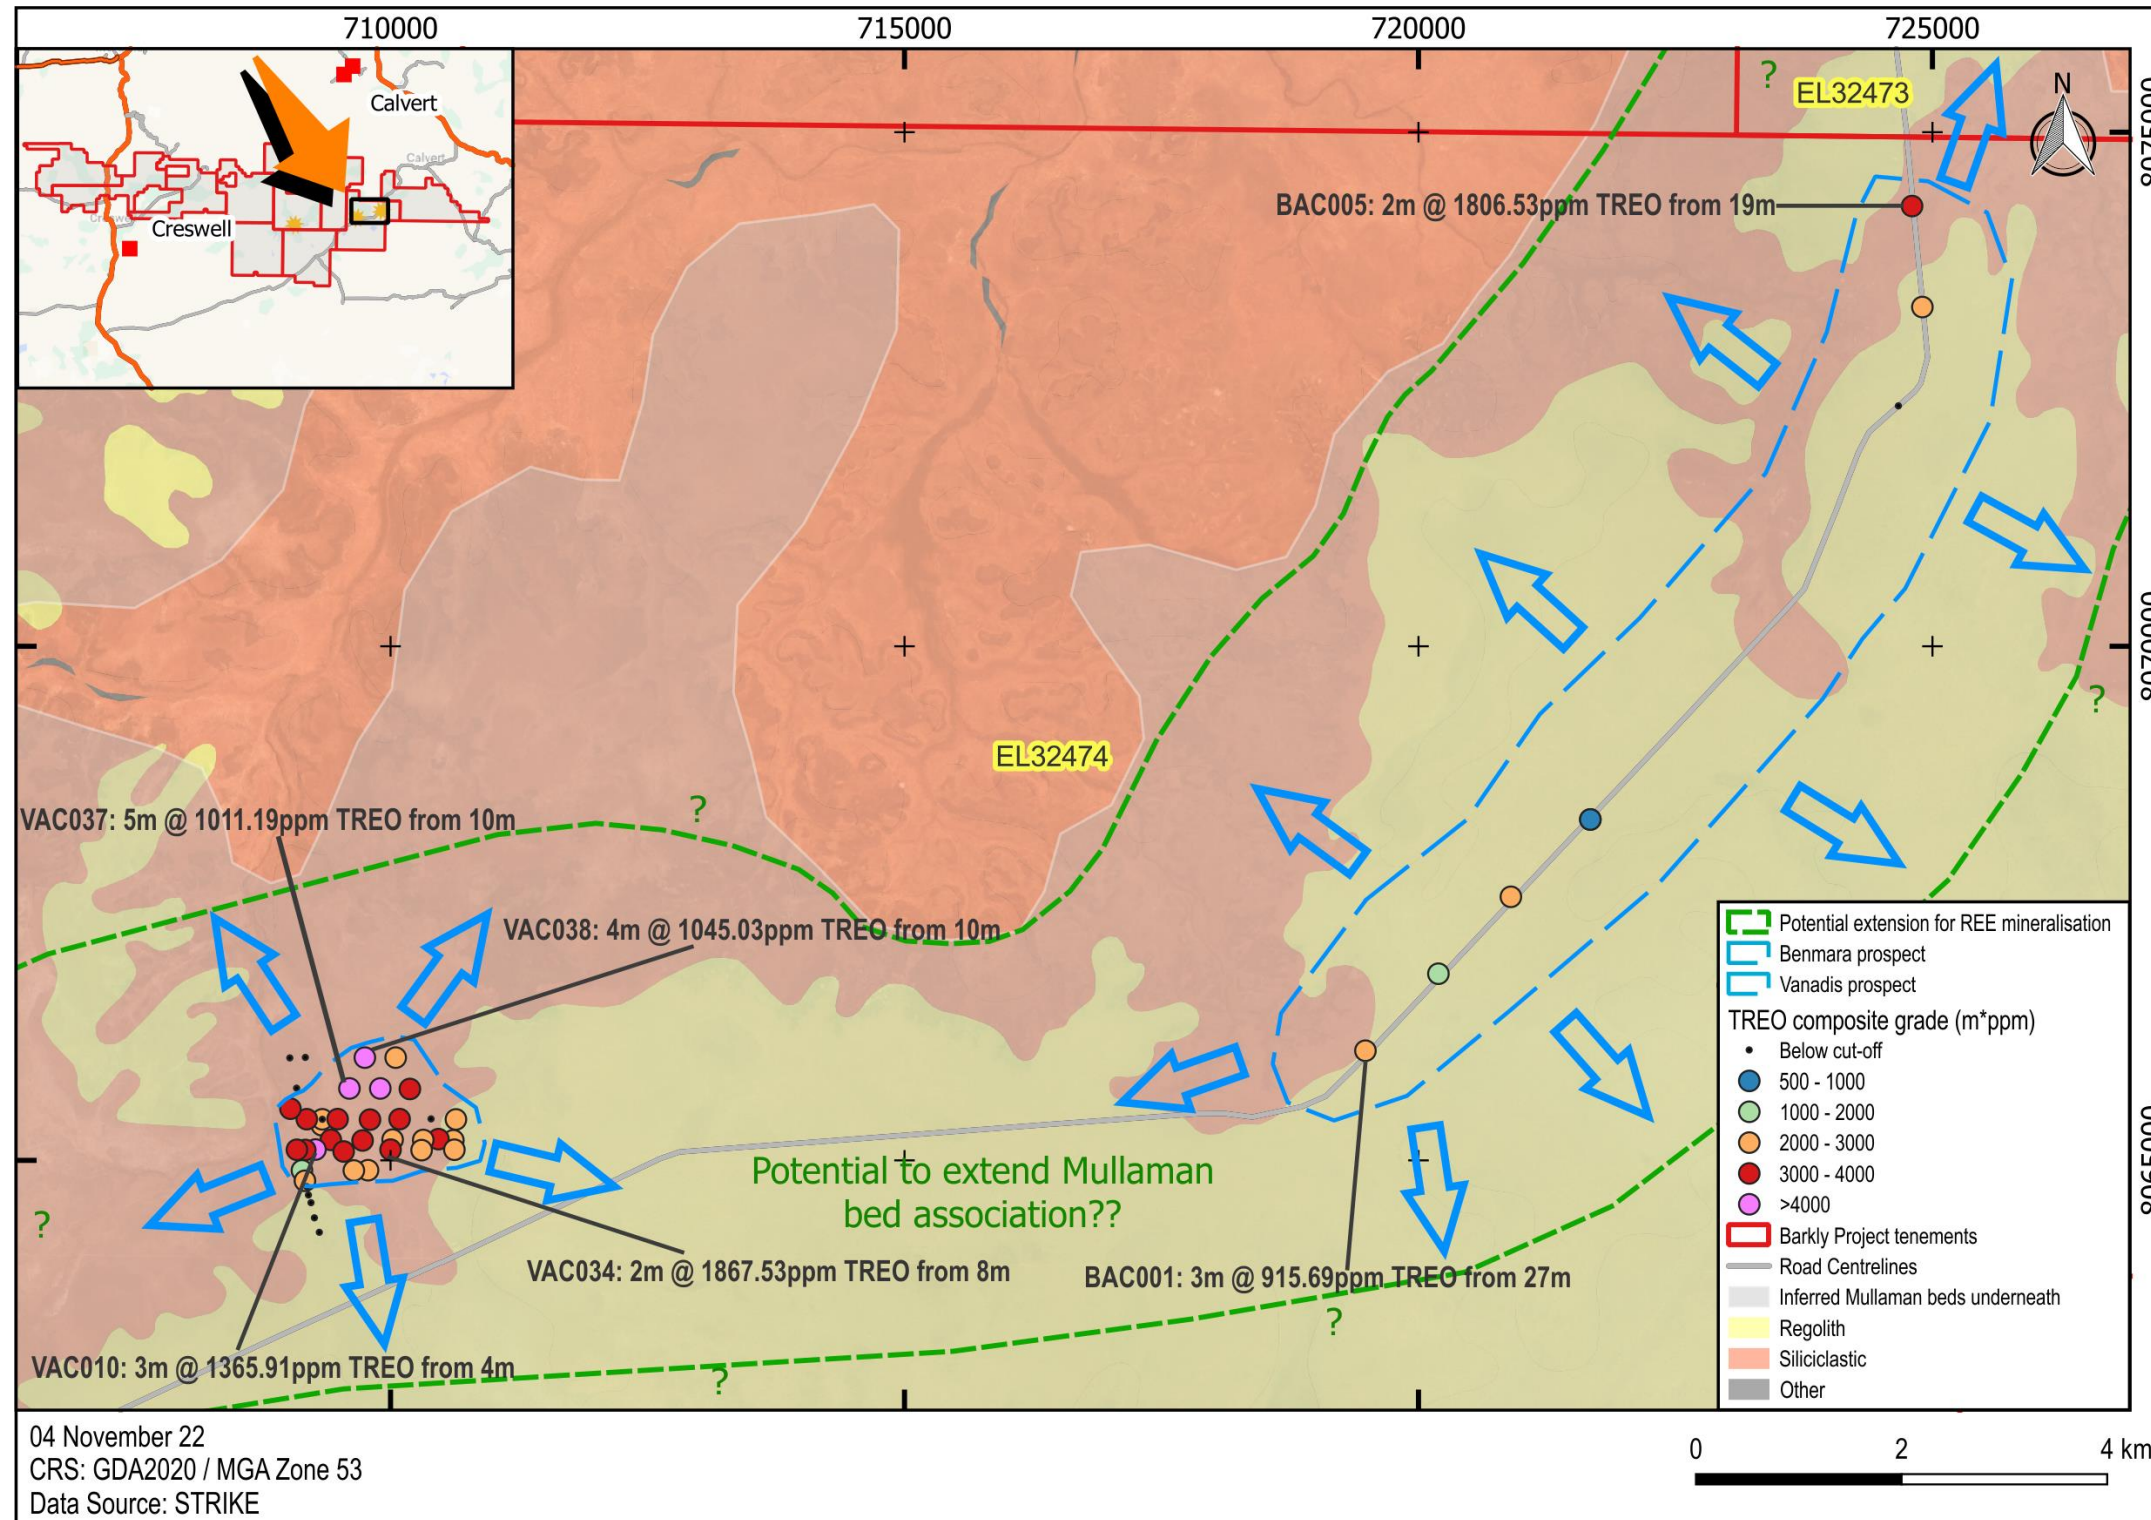 710000
715000
720000
725000
Calvert
Calvert
Creswell
Creswell
EL32473
N
8075000
BAC005: 2m @ 1806.53ppm TREO from 19m
8070000
EL32474
VAC037: 5m @ 1011.19ppm TREO from 10m
VAC038: 4m @ 1045.03ppm TREO from 10m
Potential to extend Mullaman
bed association??
8065000
VAC034: 2m @ 1867.53ppm TREO from 8m
BAC001: 3m @ 915.69ppm TREO from 27m
VAC010: 3m @ 1365.91ppm TREO from 4m
?
?
?
?
?
?
Potential extension for REE mineralisation
Benmara prospect
Vanadis prospect
TREO composite grade (m*ppm)
Below cut-off
500 - 1000
1000 - 2000
2000 - 3000
3000 - 4000
>4000
Barkly Project tenements
Road Centrelines
Inferred Mullaman beds underneath
Regolith
Siliciclastic
Other
04 November 22
CRS: GDA2020 / MGA Zone 53
Data Source: STRIKE
0 2 4 km